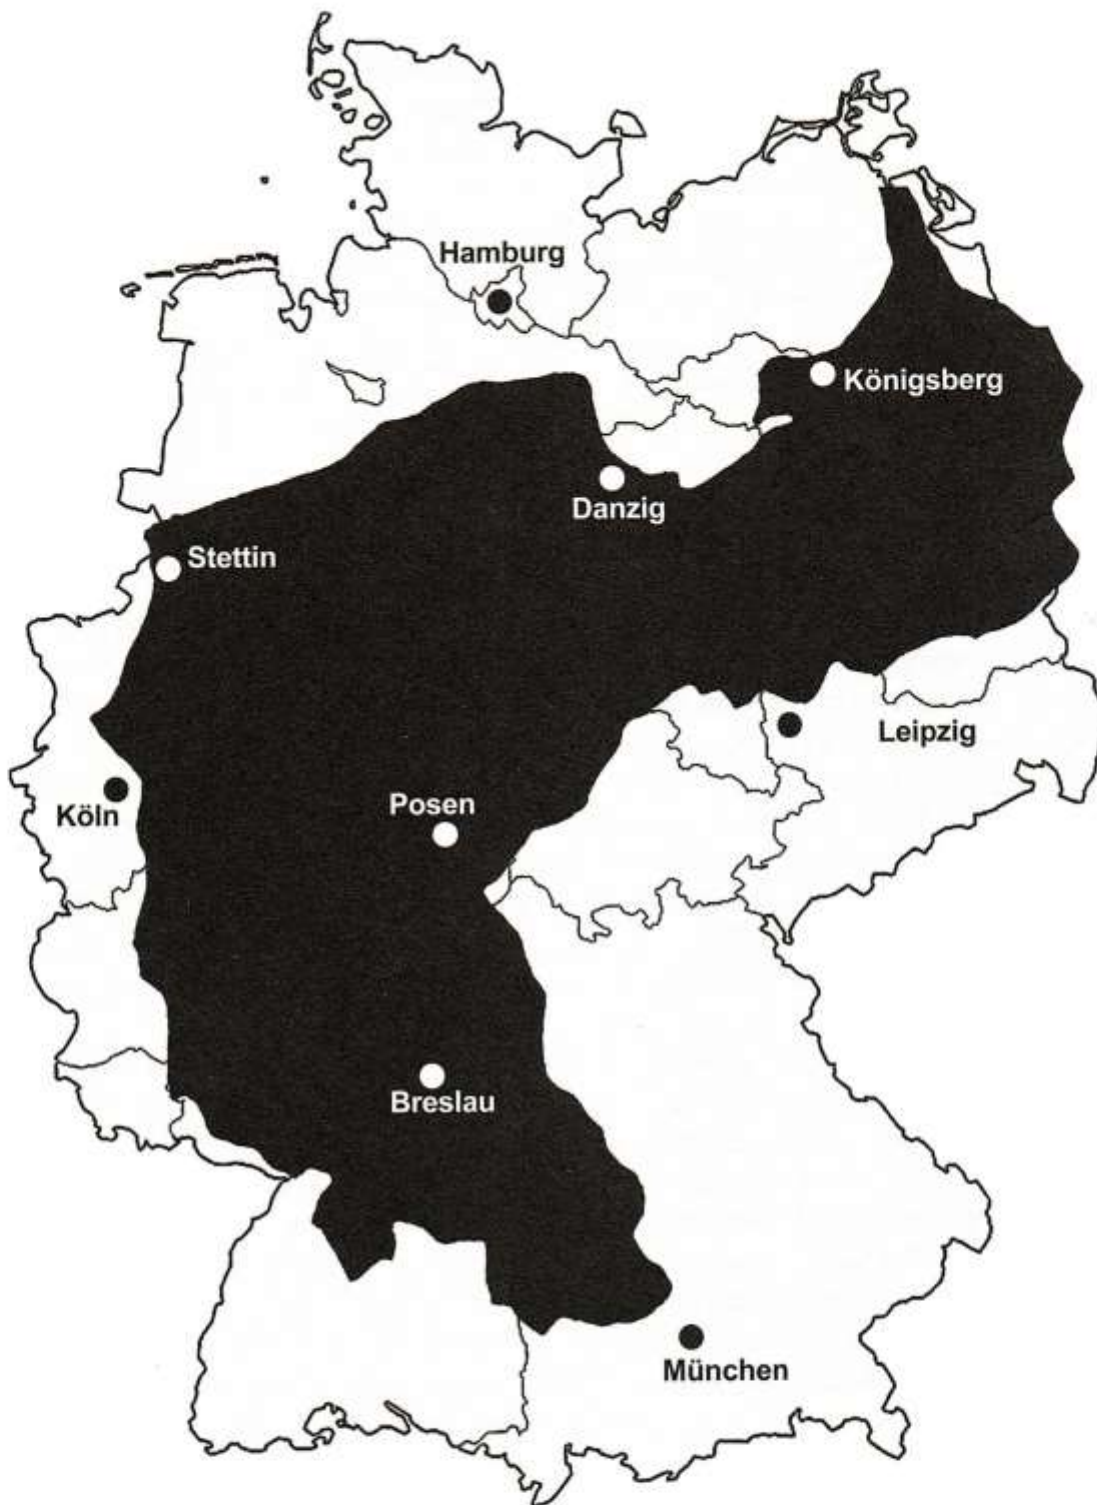 Hamburg
Königsberg
Danzig
Stettin
Leipzig
Posen
Köln
Breslau
München